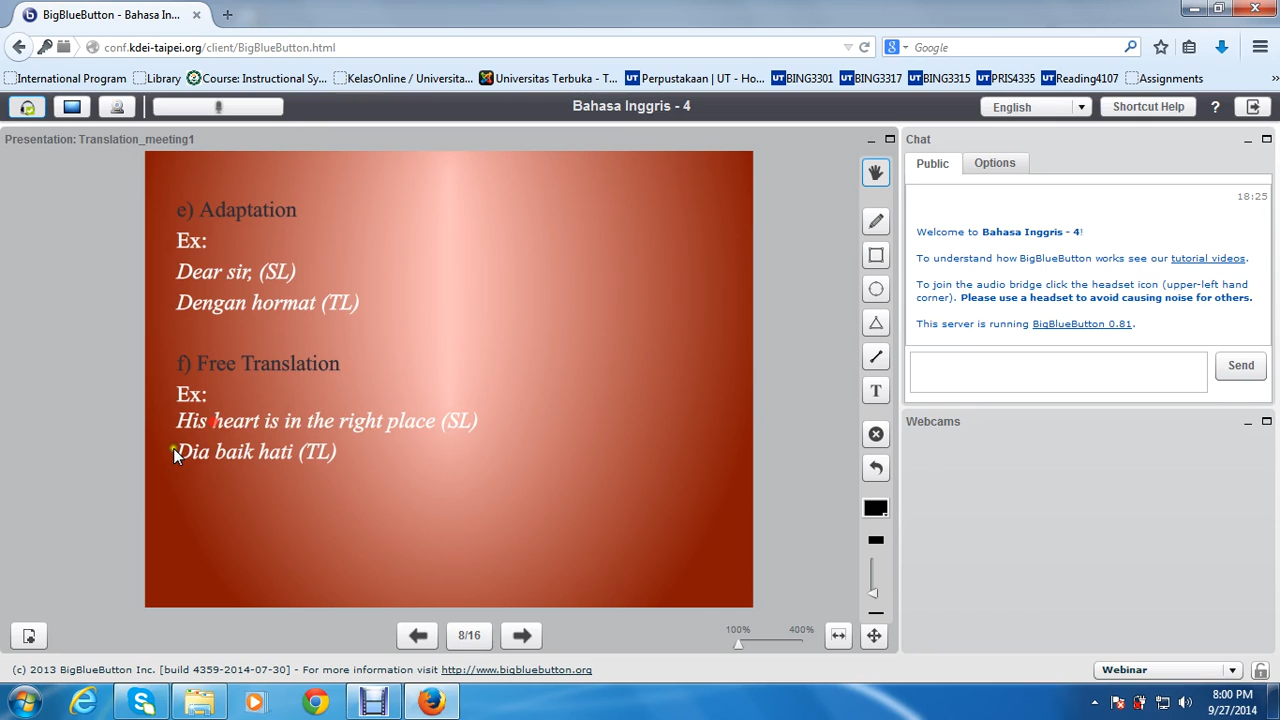 BigBlueButton - Bahasa In...
conf.kdei-taipei.org/client/BigBlueButton.html
Google
International Program
Library
Course: Instructional Sy...
KelasOnline / Universita...
Universitas Terbuka - T...
Perpustakaan | UT - Ho...
BING3301
BING3317
BING3315
PRIS4335
Reading4107
Assignments
Bahasa Inggris - 4
English
Shortcut Help
?
Presentation: Translation_meeting1
e) Adaptation
Ex:
Dear sir, (SL)
Dengan hormat (TL)
f) Free Translation
Ex:
His heart is in the right place (SL)
Dia baik hati (TL)
T
8/16
100%
400%
Chat
Public
Options
18:25
Welcome to Bahasa Inggris - 4!
To understand how BigBlueButton works see our tutorial videos.
To join the audio bridge click the headset icon (upper-left hand
corner). Please use a headset to avoid causing noise for others.
This server is running BigBlueButton 0.81.
Send
Webcams
(c) 2013 BigBlueButton Inc. [build 4359-2014-07-30] - For more information visit http://www.bigbluebutton.org
Webinar
8:00 PM
9/27/2014